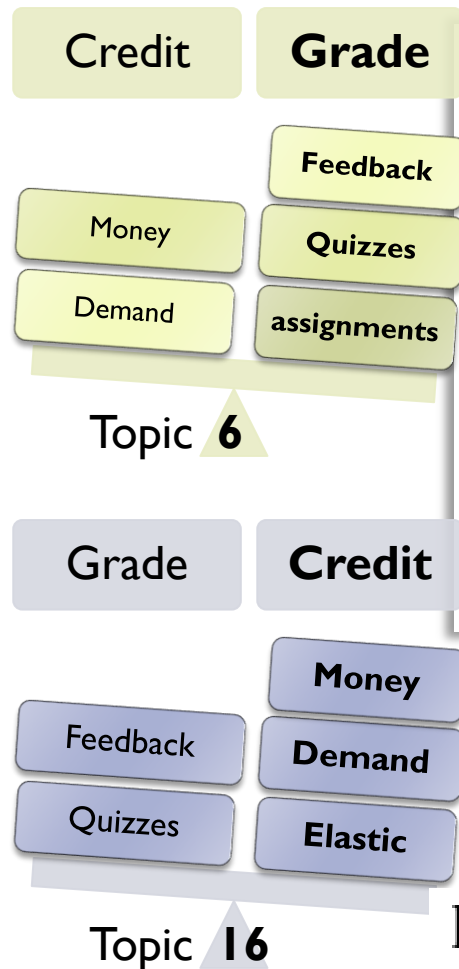 Credit Grade
Feedback
Money Quizzes
Demand assignments
Topic 6
Grade Credit
Money
Feedback Demand
Quizzes Elastic
Topic 16